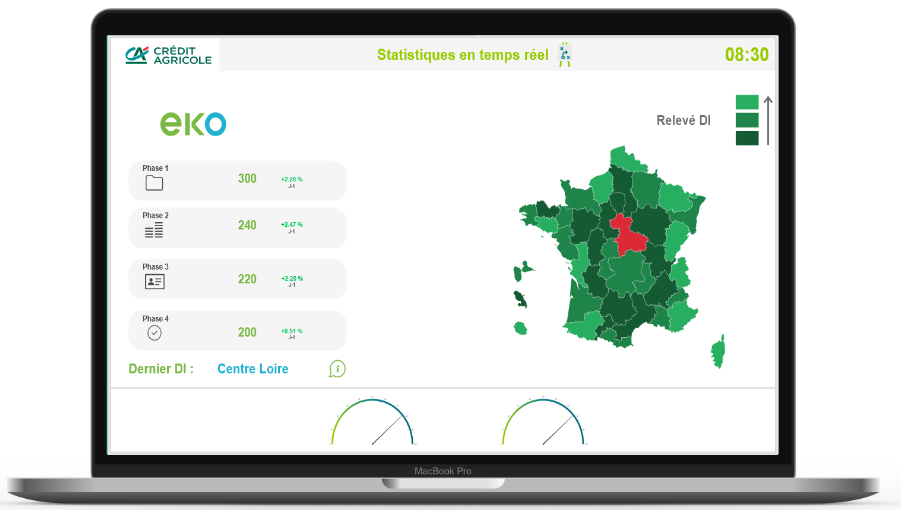 CRÉDIT
AGRICOLE
Statistiques en temps réel
08:30
eko
Relevé DI
Phase 1
300
+2.28 %
J-1
Phase 2
240
+2.47 %
J-1
Phase 3
220
+2.28 %
J-1
Phase 4
200
+6.51 %
J-1
Dernier DI :
Centre Loire
i
MacBook Pro